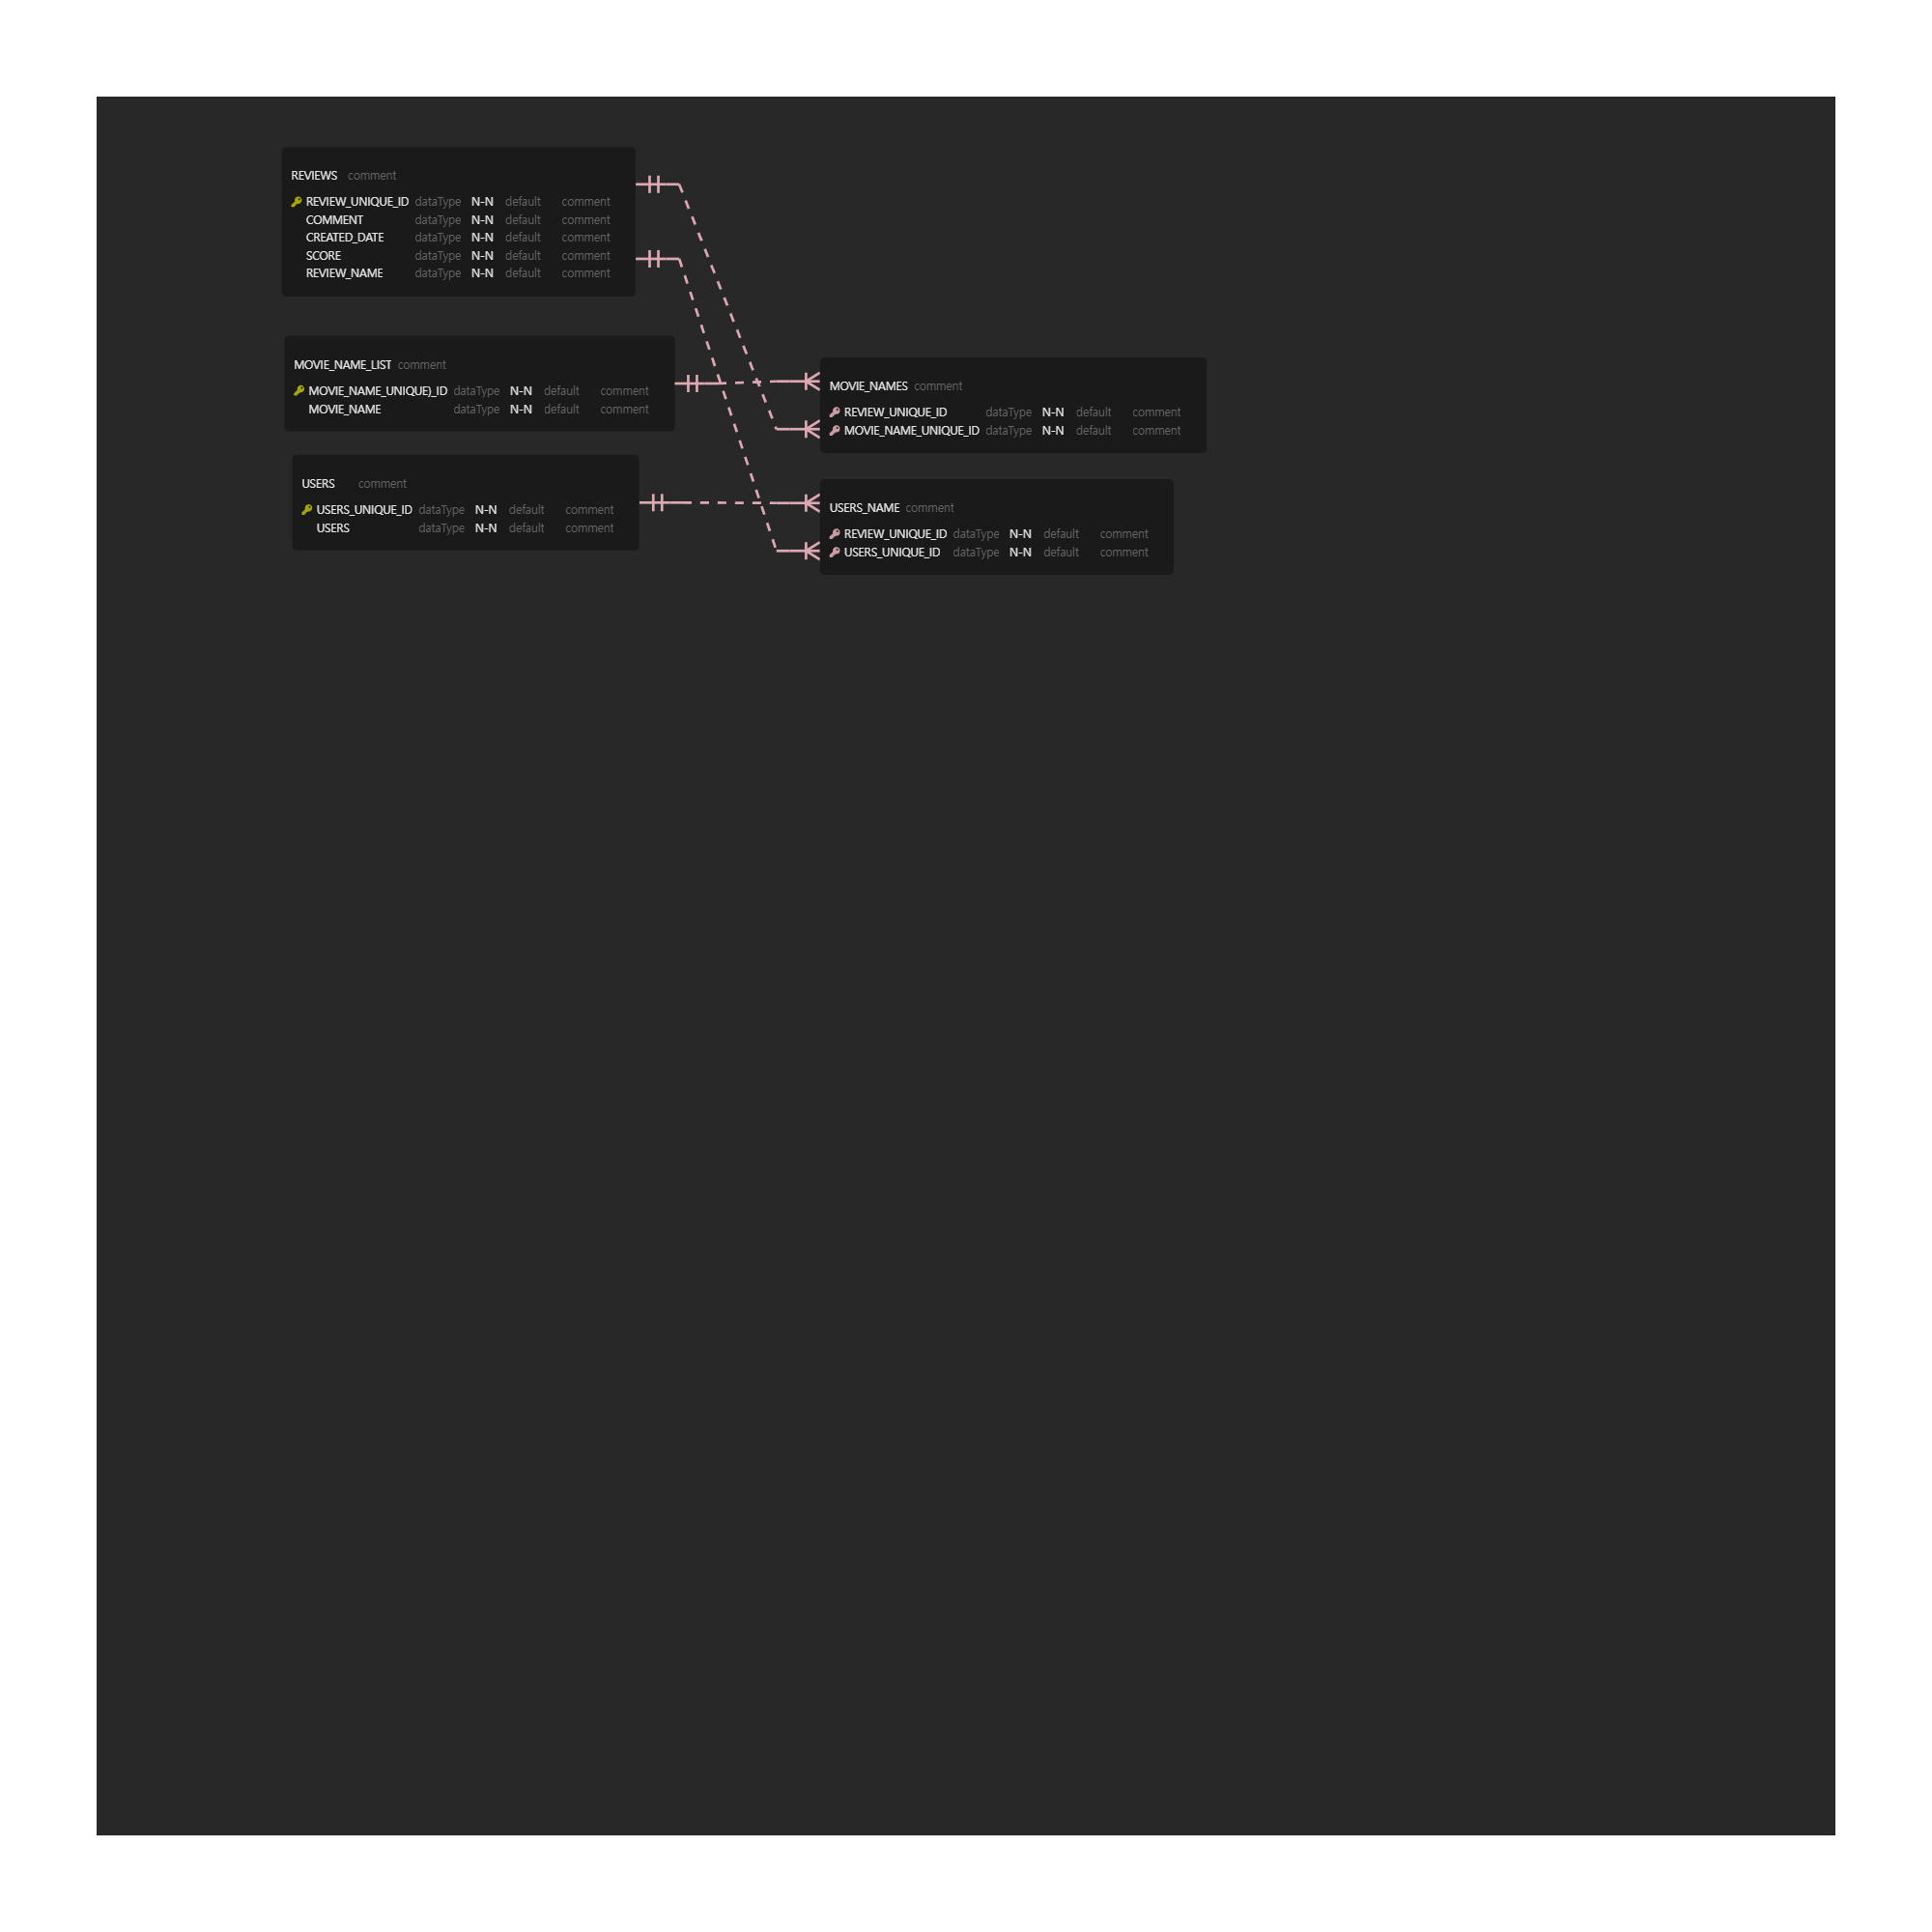 REVIEWS comment
REVIEW_UNIQUE_ID dataType N-N default comment
COMMENT dataType N-N default comment
CREATED_DATE dataType N-N default comment
SCORE dataType N-N default comment
REVIEW_NAME dataType N-N default comment
MOVIE_NAME_LIST comment
MOVIE_NAME_UNIQUE)_ID dataType N-N default comment
MOVIE_NAME dataType N-N default comment
USERS comment
USERS_UNIQUE_ID dataType N-N default comment
USERS dataType N-N default comment
MOVIE_NAMES comment
REVIEW_UNIQUE_ID dataType N-N default comment
MOVIE_NAME_UNIQUE_ID dataType N-N default comment
USERS_NAME comment
REVIEW_UNIQUE_ID dataType N-N default comment
USERS_UNIQUE_ID dataType N-N default comment